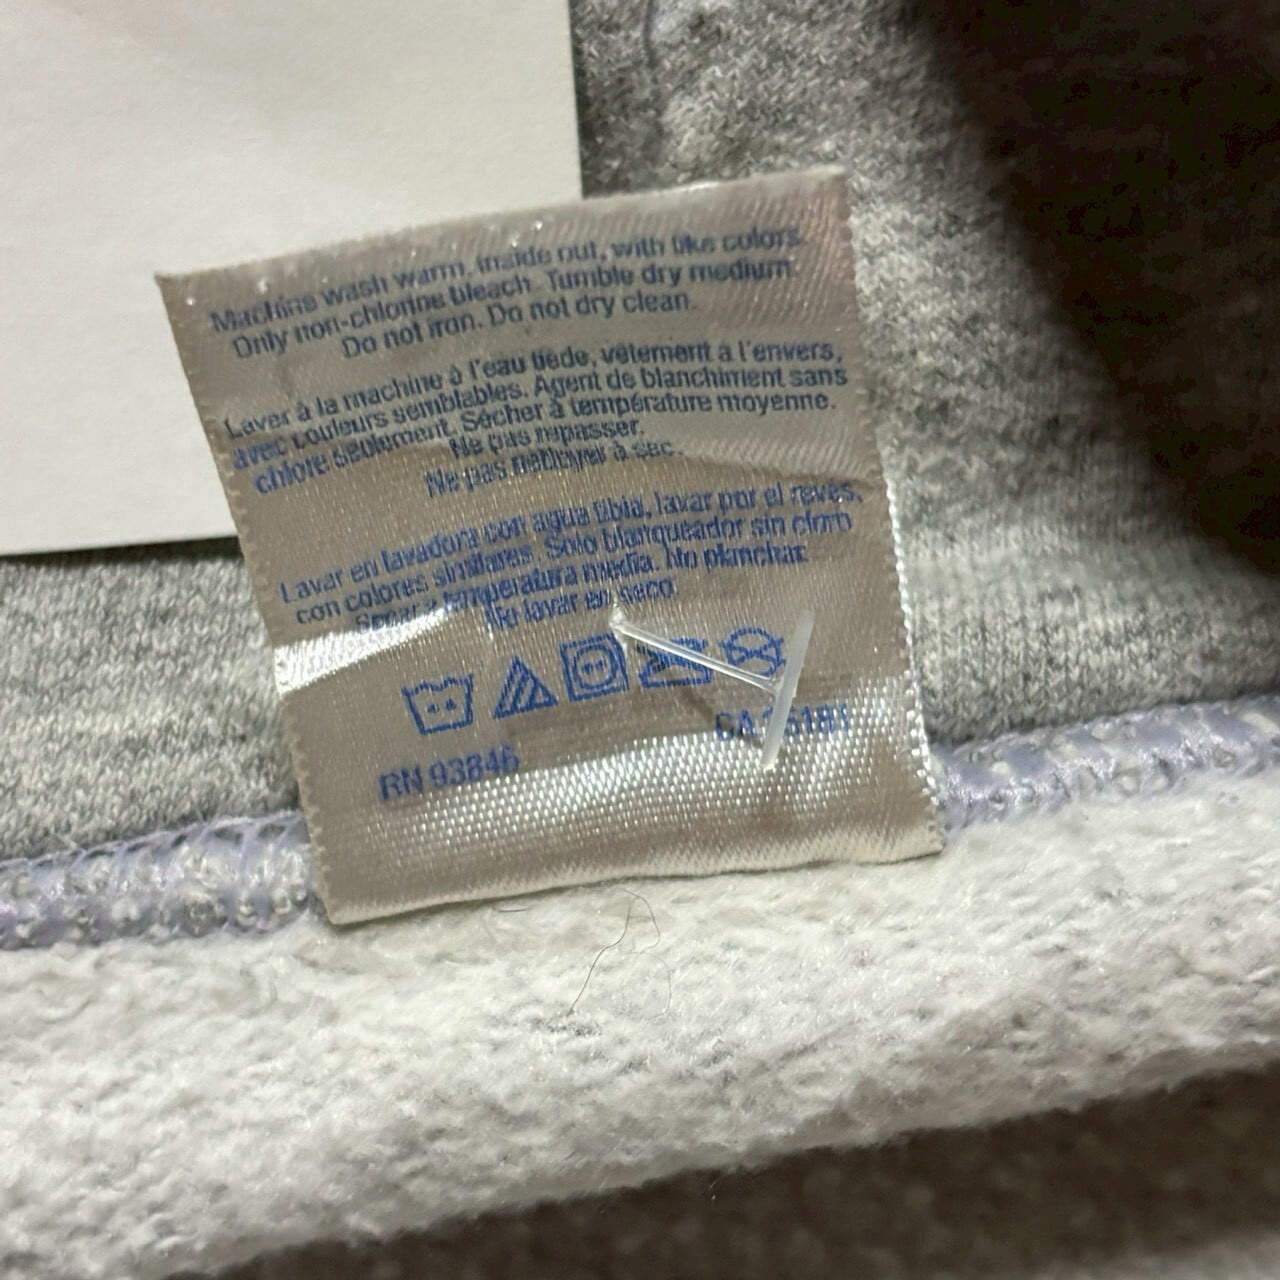 Machine wash warm, inside out, with like colors.
Only non-chlorine bleach. Tumble dry medium.
Do not iron. Do not dry clean.
Laver à la machine à l'eau tiède, vêtement à l'envers,
avec couleurs semblables. Agent de blanchiment sans
chlore seulement. Sécher à température moyenne.
Ne pas repasser.
Ne pas nettoyer à sec.
Lavar en lavadora con agua tibia, lavar por el revés,
con colores similares. Solo blanqueador sin cloro
temperatura media. No planchar.
No lavar en seco
RN 93846
CA